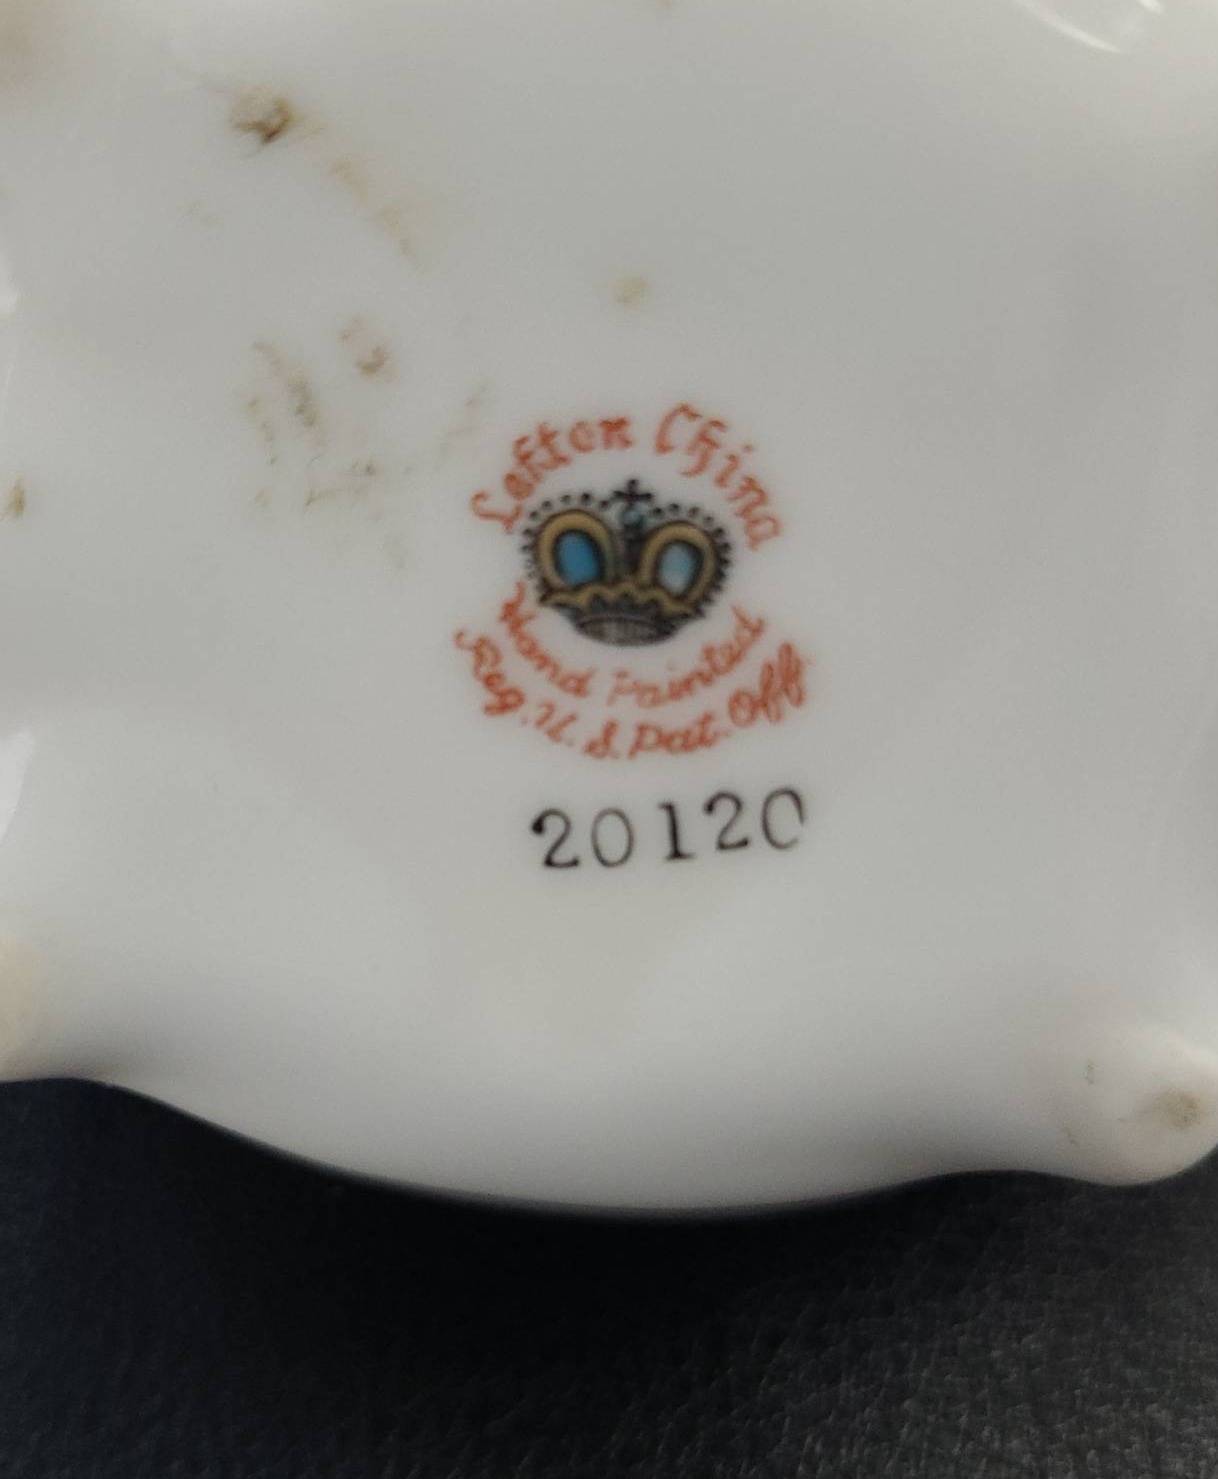 Lefton China
Hand Painted
Reg. U. S. Pat. Off.
20120